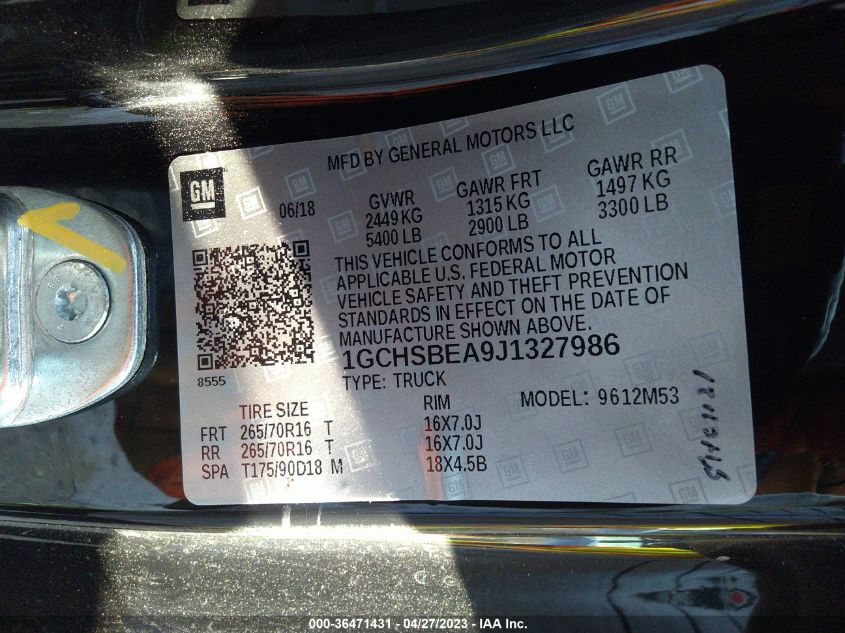 MFD BY GENERAL MOTORS LLC
GM
06/18
GVWR GAWR FRT GAWR RR
2449 KG 1315 KG 1497 KG
5400 LB 2900 LB 3300 LB
THIS VEHICLE CONFORMS TO ALL
APPLICABLE U.S. FEDERAL MOTOR
VEHICLE SAFETY AND THEFT PREVENTION
STANDARDS IN EFFECT ON THE DATE OF
MANUFACTURE SHOWN ABOVE.
1GCHSBEA9J1327986
8555
TYPE: TRUCK
MODEL: 9612M53
TIRE SIZE RIM
FRT 265/70R16 T 16X7.0J
RR 265/70R16 T 16X7.0J
SPA T175/90D18 M 18X4.5B
000-36471431 - 04/27/2023 - IAA Inc.